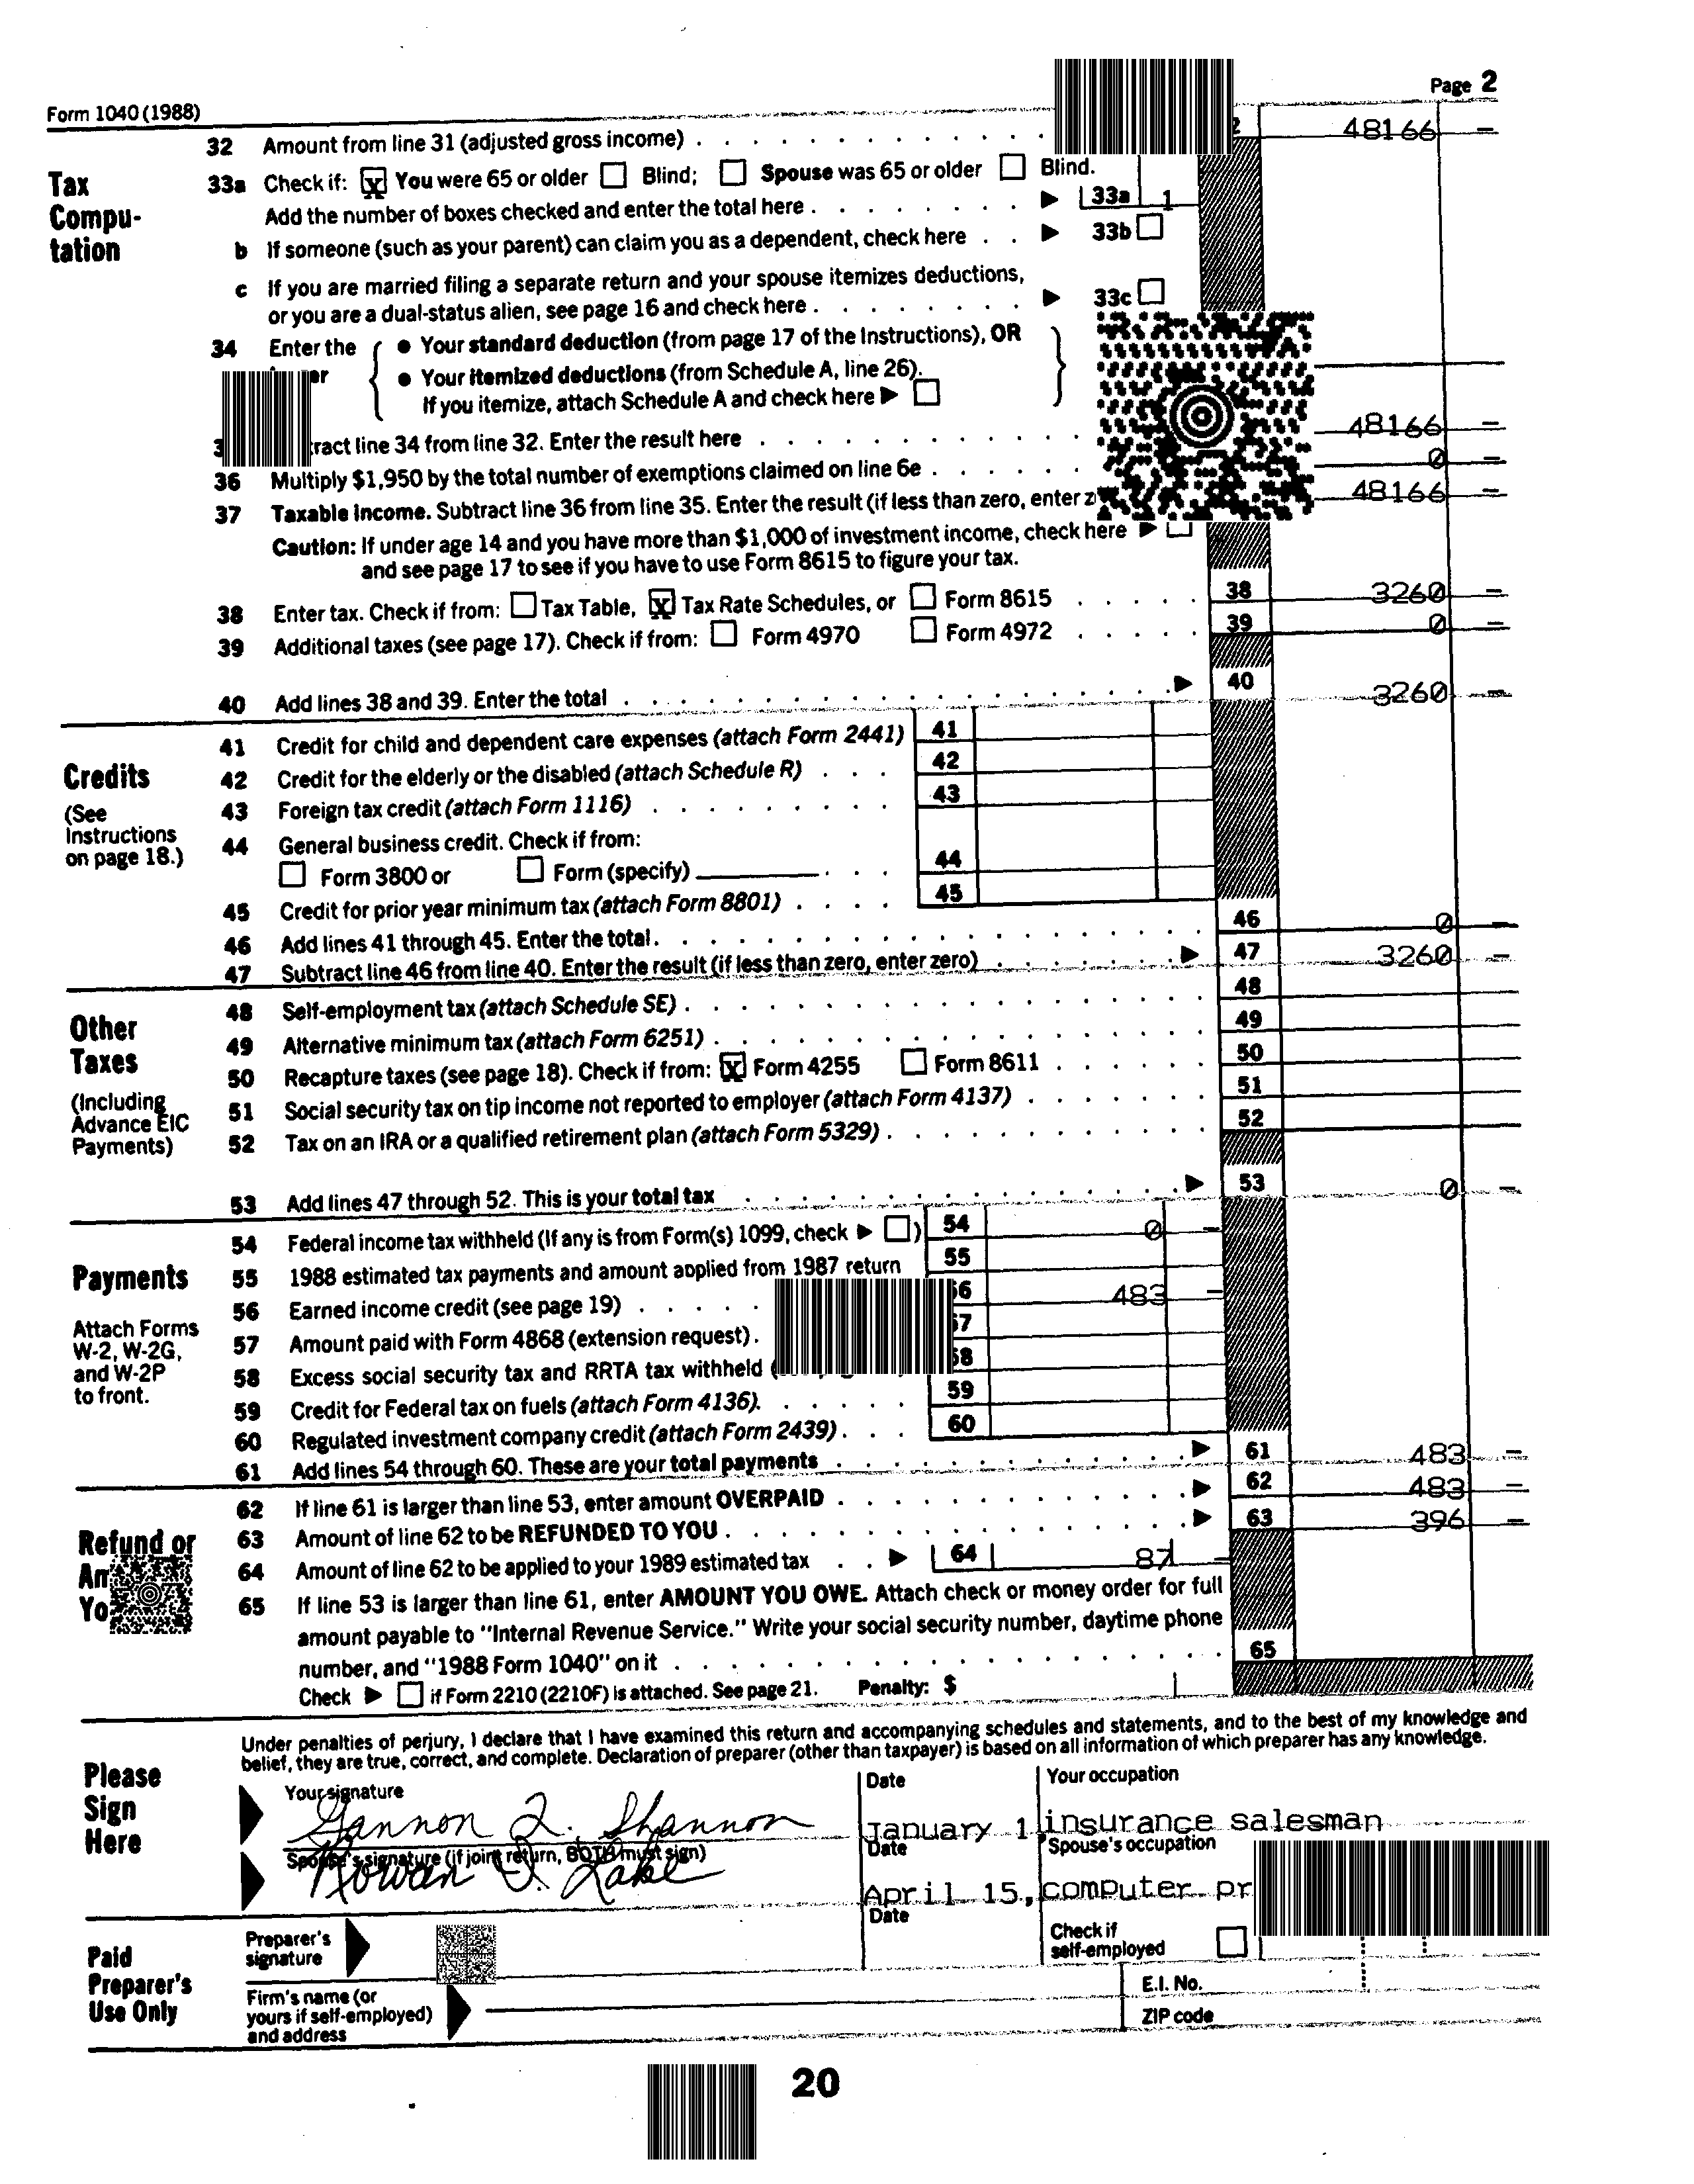 Page 2
Form 1040 (1988)
32 Amount from line 31 (adjusted gross income) 48166 –
Tax Compu- tation
33a Check if: X You were 65 or older Blind; Spouse was 65 or older Blind.
Add the number of boxes checked and enter the total here 33a 1
b If someone (such as your parent) can claim you as a dependent, check here 33b
c If you are married filing a separate return and your spouse itemizes deductions,
or you are a dual-status alien, see page 16 and check here 33c
34 Enter the ● Your standard deduction (from page 17 of the Instructions), OR
● Your itemized deductions (from Schedule A, line 26).
If you itemize, attach Schedule A and check here
line 34 from line 32. Enter the result here 48166 –
36 Multiply $1,950 by the total number of exemptions claimed on line 6e 0 –
37 Taxable income. Subtract line 36 from line 35. Enter the result (if less than zero, enter 48166 –
Caution: If under age 14 and you have more than $1,000 of investment income, check here
and see page 17 to see if you have to use Form 8615 to figure your tax.
38 Enter tax. Check if from: Tax Table, X Tax Rate Schedules, or Form 8615 38 3260 –
39 Additional taxes (see page 17). Check if from: Form 4970 Form 4972 39 0 –
40 Add lines 38 and 39. Enter the total 40 3260 –
Credits
(See Instructions on page 18.)
41 Credit for child and dependent care expenses (attach Form 2441) 41
42 Credit for the elderly or the disabled (attach Schedule R) 42
43 Foreign tax credit (attach Form 1116) 43
44 General business credit. Check if from:
Form 3800 or Form (specify) 44
45 Credit for prior year minimum tax (attach Form 8801) 45
46 Add lines 41 through 45. Enter the total. 46 0 –
47 Subtract line 46 from line 40. Enter the result (if less than zero, enter zero) 47 3260 –
Other Taxes
(Including Advance EIC Payments)
48 Self-employment tax (attach Schedule SE) 48
49 Alternative minimum tax (attach Form 6251) 49
50 Recapture taxes (see page 18). Check if from: X Form 4255 Form 8611 50
51 Social security tax on tip income not reported to employer (attach Form 4137) 51
52 Tax on an IRA or a qualified retirement plan (attach Form 5329) 52
53 Add lines 47 through 52. This is your total tax 53 0 –
Payments
Attach Forms W-2, W-2G, and W-2P to front.
54 Federal income tax withheld (If any is from Form(s) 1099, check ) 54 0 –
55 1988 estimated tax payments and amount applied from 1987 return 55
56 Earned income credit (see page 19) 483 –
57 Amount paid with Form 4868 (extension request)
58 Excess social security tax and RRTA tax withheld
59 Credit for Federal tax on fuels (attach Form 4136). 59
60 Regulated investment company credit (attach Form 2439) 60
61 Add lines 54 through 60. These are your total payments 61 483 –
62 If line 61 is larger than line 53, enter amount OVERPAID 62 483 –
Refund or
63 Amount of line 62 to be REFUNDED TO YOU 63 396 –
64 Amount of line 62 to be applied to your 1989 estimated tax 64 87 –
65 If line 53 is larger than line 61, enter AMOUNT YOU OWE. Attach check or money order for full
amount payable to "Internal Revenue Service." Write your social security number, daytime phone
number, and "1988 Form 1040" on it 65
Check if Form 2210 (2210F) is attached. See page 21. Penalty: $
Under penalties of perjury, I declare that I have examined this return and accompanying schedules and statements, and to the best of my knowledge and
belief, they are true, correct, and complete. Declaration of preparer (other than taxpayer) is based on all information of which preparer has any knowledge.
Please Sign Here
Your signature Date Your occupation
Gannon Q. Shannon January 1 insurance salesman
Spouse's signature (if joint return, BOTH must sign) Date Spouse's occupation
Rowan D. Lake April 15, computer
Paid Preparer's Use Only
Preparer's signature Date Check if self-employed
Firm's name (or yours if self-employed) and address
E.I. No.
ZIP code
20